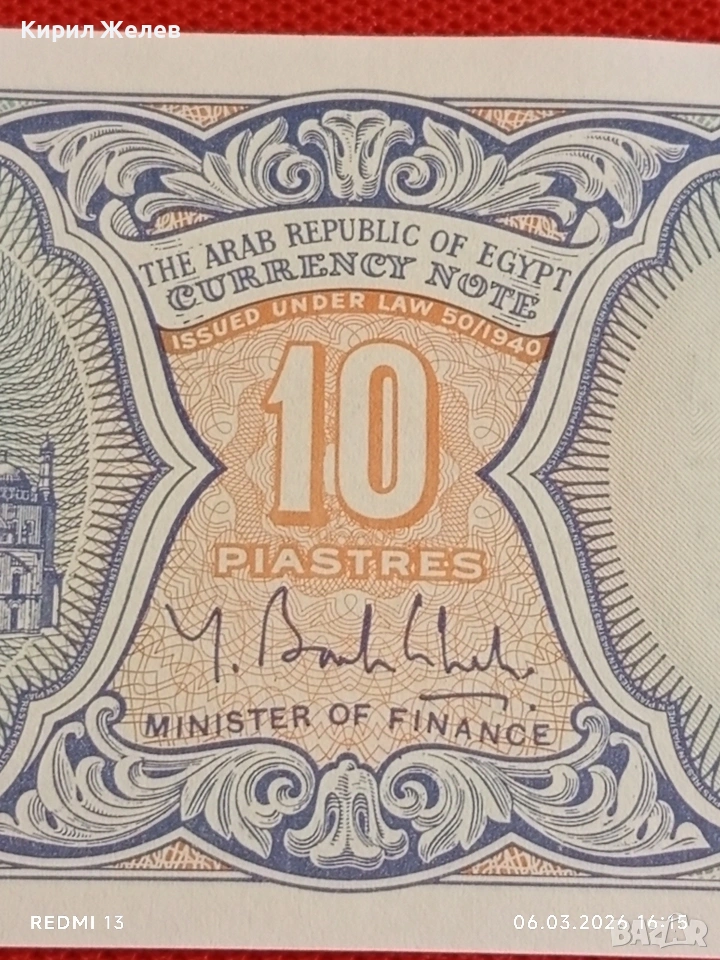 Кирил Желев
THE ARAB REPUBLIC OF EGYPT
CURRENCY NOTE
ISSUED UNDER LAW 50/1940
10
PIASTRES
MINISTER OF FINANCE
REDMI 13
06.03.2026 16:15
BAZAR